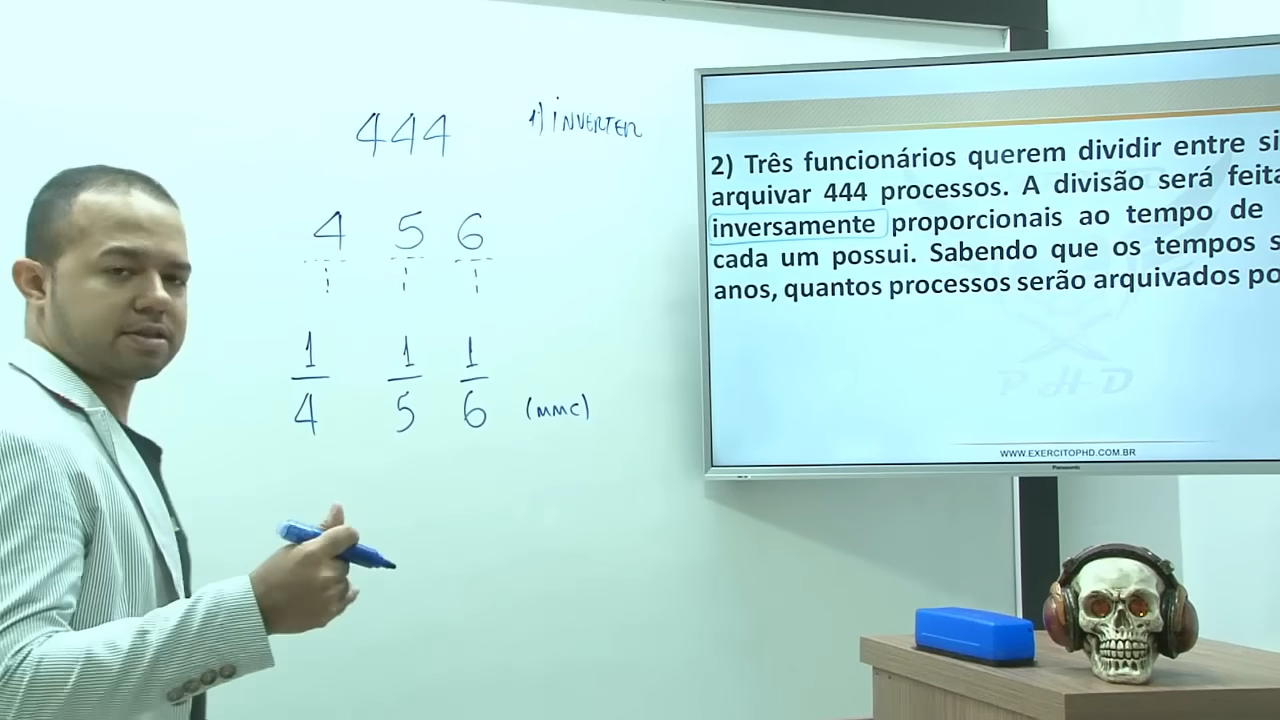 444
1) INVERTER
4 5 6
1/4 1/5 1/6 (MMC)
2) Três funcionários querem dividir entre si
arquivar 444 processos. A divisão será feita
inversamente proporcionais ao tempo de
cada um possui. Sabendo que os tempos s
anos, quantos processos serão arquivados po
PHD
WWW.EXERCITOPHD.COM.BR
Panasonic